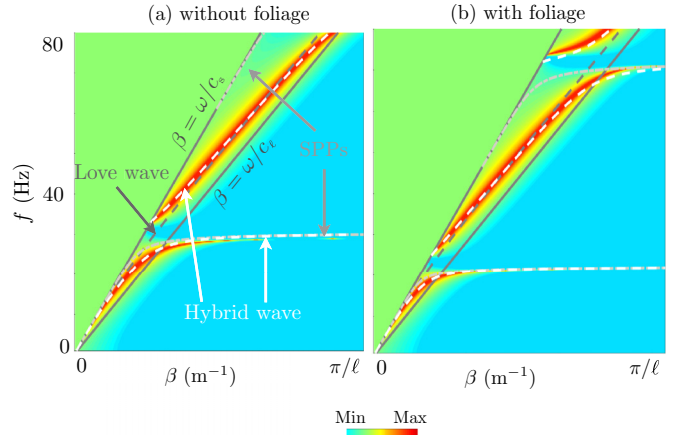 (a) without foliage
(b) with foliage
80
β = ω/c_s
SPPs
Love wave
β = ω/c_ℓ
40
f (Hz)
Hybrid wave
0
0
π/ℓ
0
π/ℓ
β (m⁻¹)
β (m⁻¹)
Min
Max